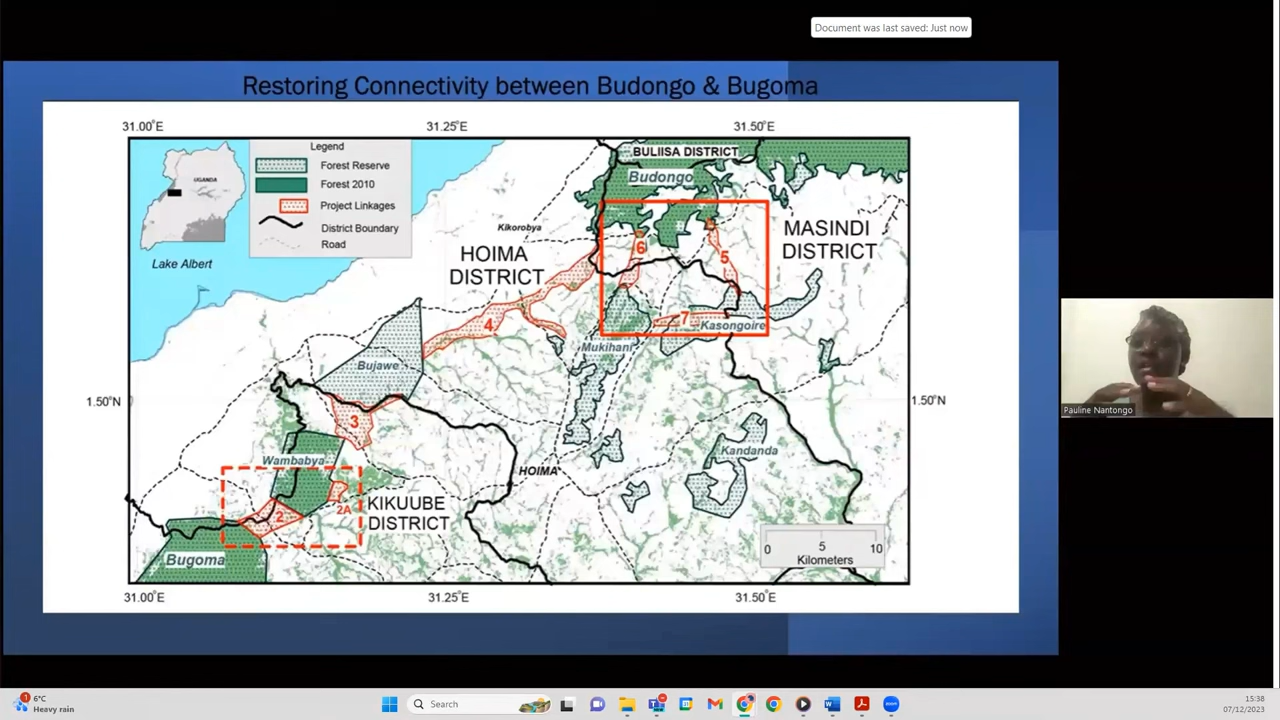 Document was last saved: Just now
Restoring Connectivity between Budongo & Bugoma
31.00°E
31.25°E
31.50°E
Legend
Forest Reserve
Forest 2010
Project Linkages
District Boundary
Road
UGANDA
Lake Albert
BULIISA DISTRICT
Budongo
Kikorobya
HOIMA
DISTRICT
MASINDI
DISTRICT
6
5
4
7
Kasongoire
Mukihani
Bujawe
1.50°N
1.50°N
3
Kandanda
Wambabya
HOIMA
KIKUUBE
DISTRICT
2A
2
Bugoma
0
5
10
Kilometers
31.00°E
31.25°E
31.50°E
Pauline Nantongo
1
6°C
Heavy rain
Search
15:38
07/12/2023